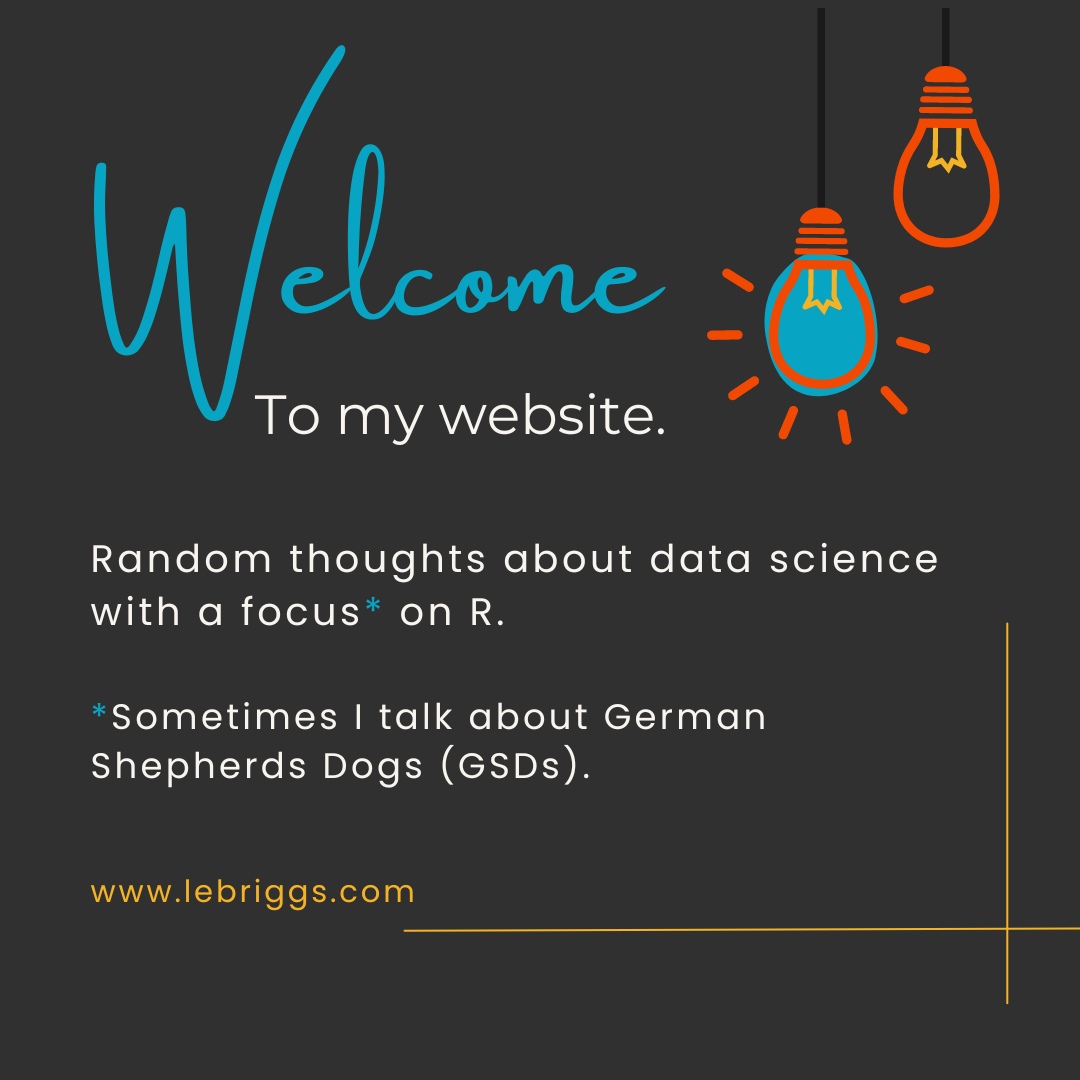 Welcome
To my website.
Random thoughts about data science
with a focus* on R.
*Sometimes I talk about German
Shepherds Dogs (GSDs).
www.lebriggs.com